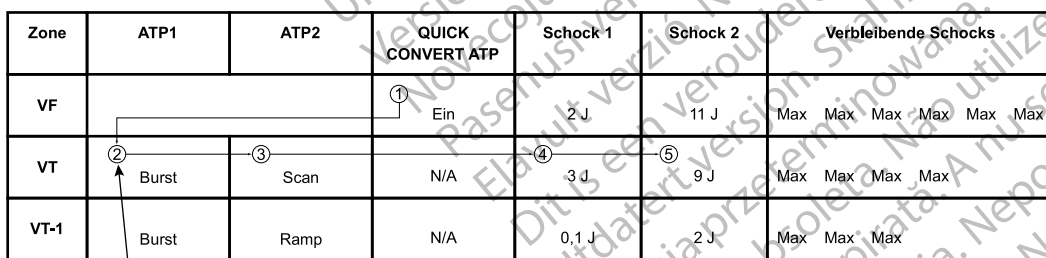 Zone ATP1 ATP2 QUICK CONVERT ATP Schock 1 Schock 2 Verbleibende Schocks
VF ① Ein 2 J 11 J Max Max Max Max Max Max
VT ② Burst ③ Scan N/A ④ 3 J ⑤ 9 J Max Max Max Max
VT-1 Burst Ramp N/A 0,1 J 2 J Max Max Max